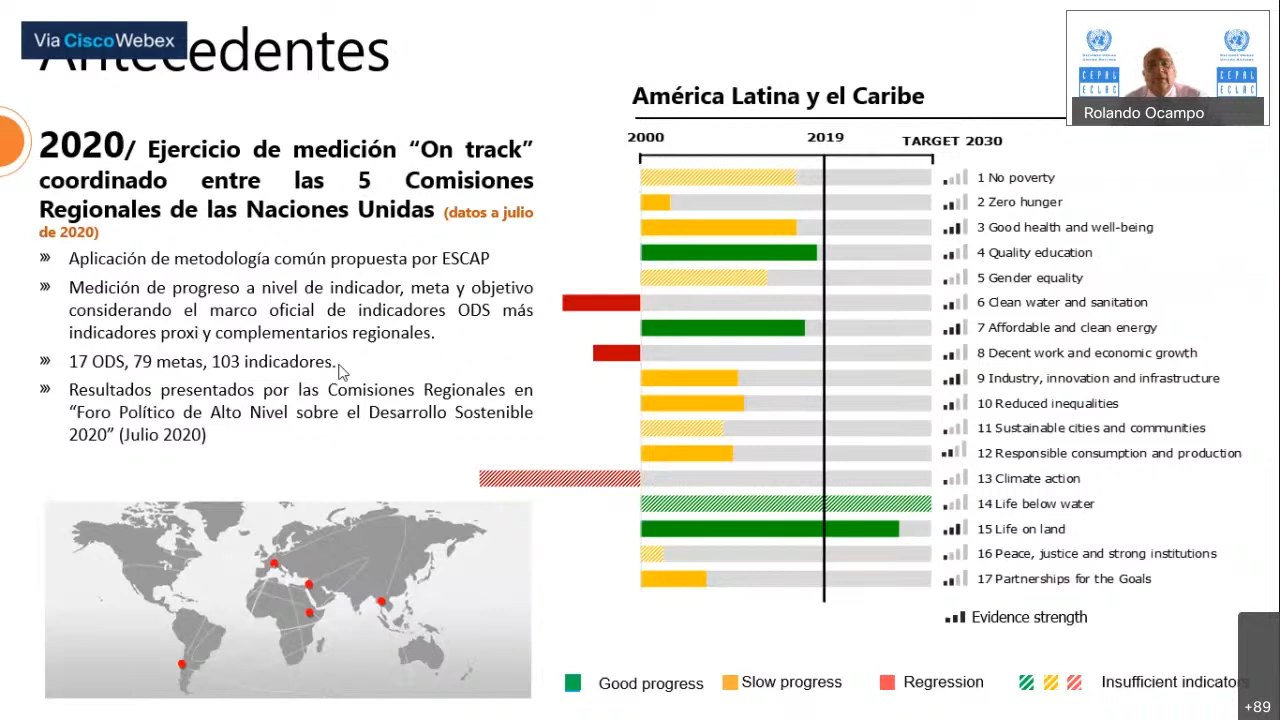 Via Cisco Webex
Antecedentes
2020/ Ejercicio de medición “On track”
coordinado entre las 5 Comisiones
Regionales de las Naciones Unidas (datos a julio
de 2020)
» Aplicación de metodología común propuesta por ESCAP
» Medición de progreso a nivel de indicador, meta y objetivo
considerando el marco oficial de indicadores ODS más
indicadores proxi y complementarios regionales.
» 17 ODS, 79 metas, 103 indicadores.
» Resultados presentados por las Comisiones Regionales en
“Foro Político de Alto Nivel sobre el Desarrollo Sostenible
2020” (Julio 2020)
América Latina y el Caribe
2000 2019 TARGET 2030
1 No poverty
2 Zero hunger
3 Good health and well-being
4 Quality education
5 Gender equality
6 Clean water and sanitation
7 Affordable and clean energy
8 Decent work and economic growth
9 Industry, innovation and infrastructure
10 Reduced inequalities
11 Sustainable cities and communities
12 Responsible consumption and production
13 Climate action
14 Life below water
15 Life on land
16 Peace, justice and strong institutions
17 Partnerships for the Goals
Evidence strength
Good progress Slow progress Regression Insufficient indicators
CEPAL CEPAL
ECLAC ECLAC
Rolando Ocampo
+89